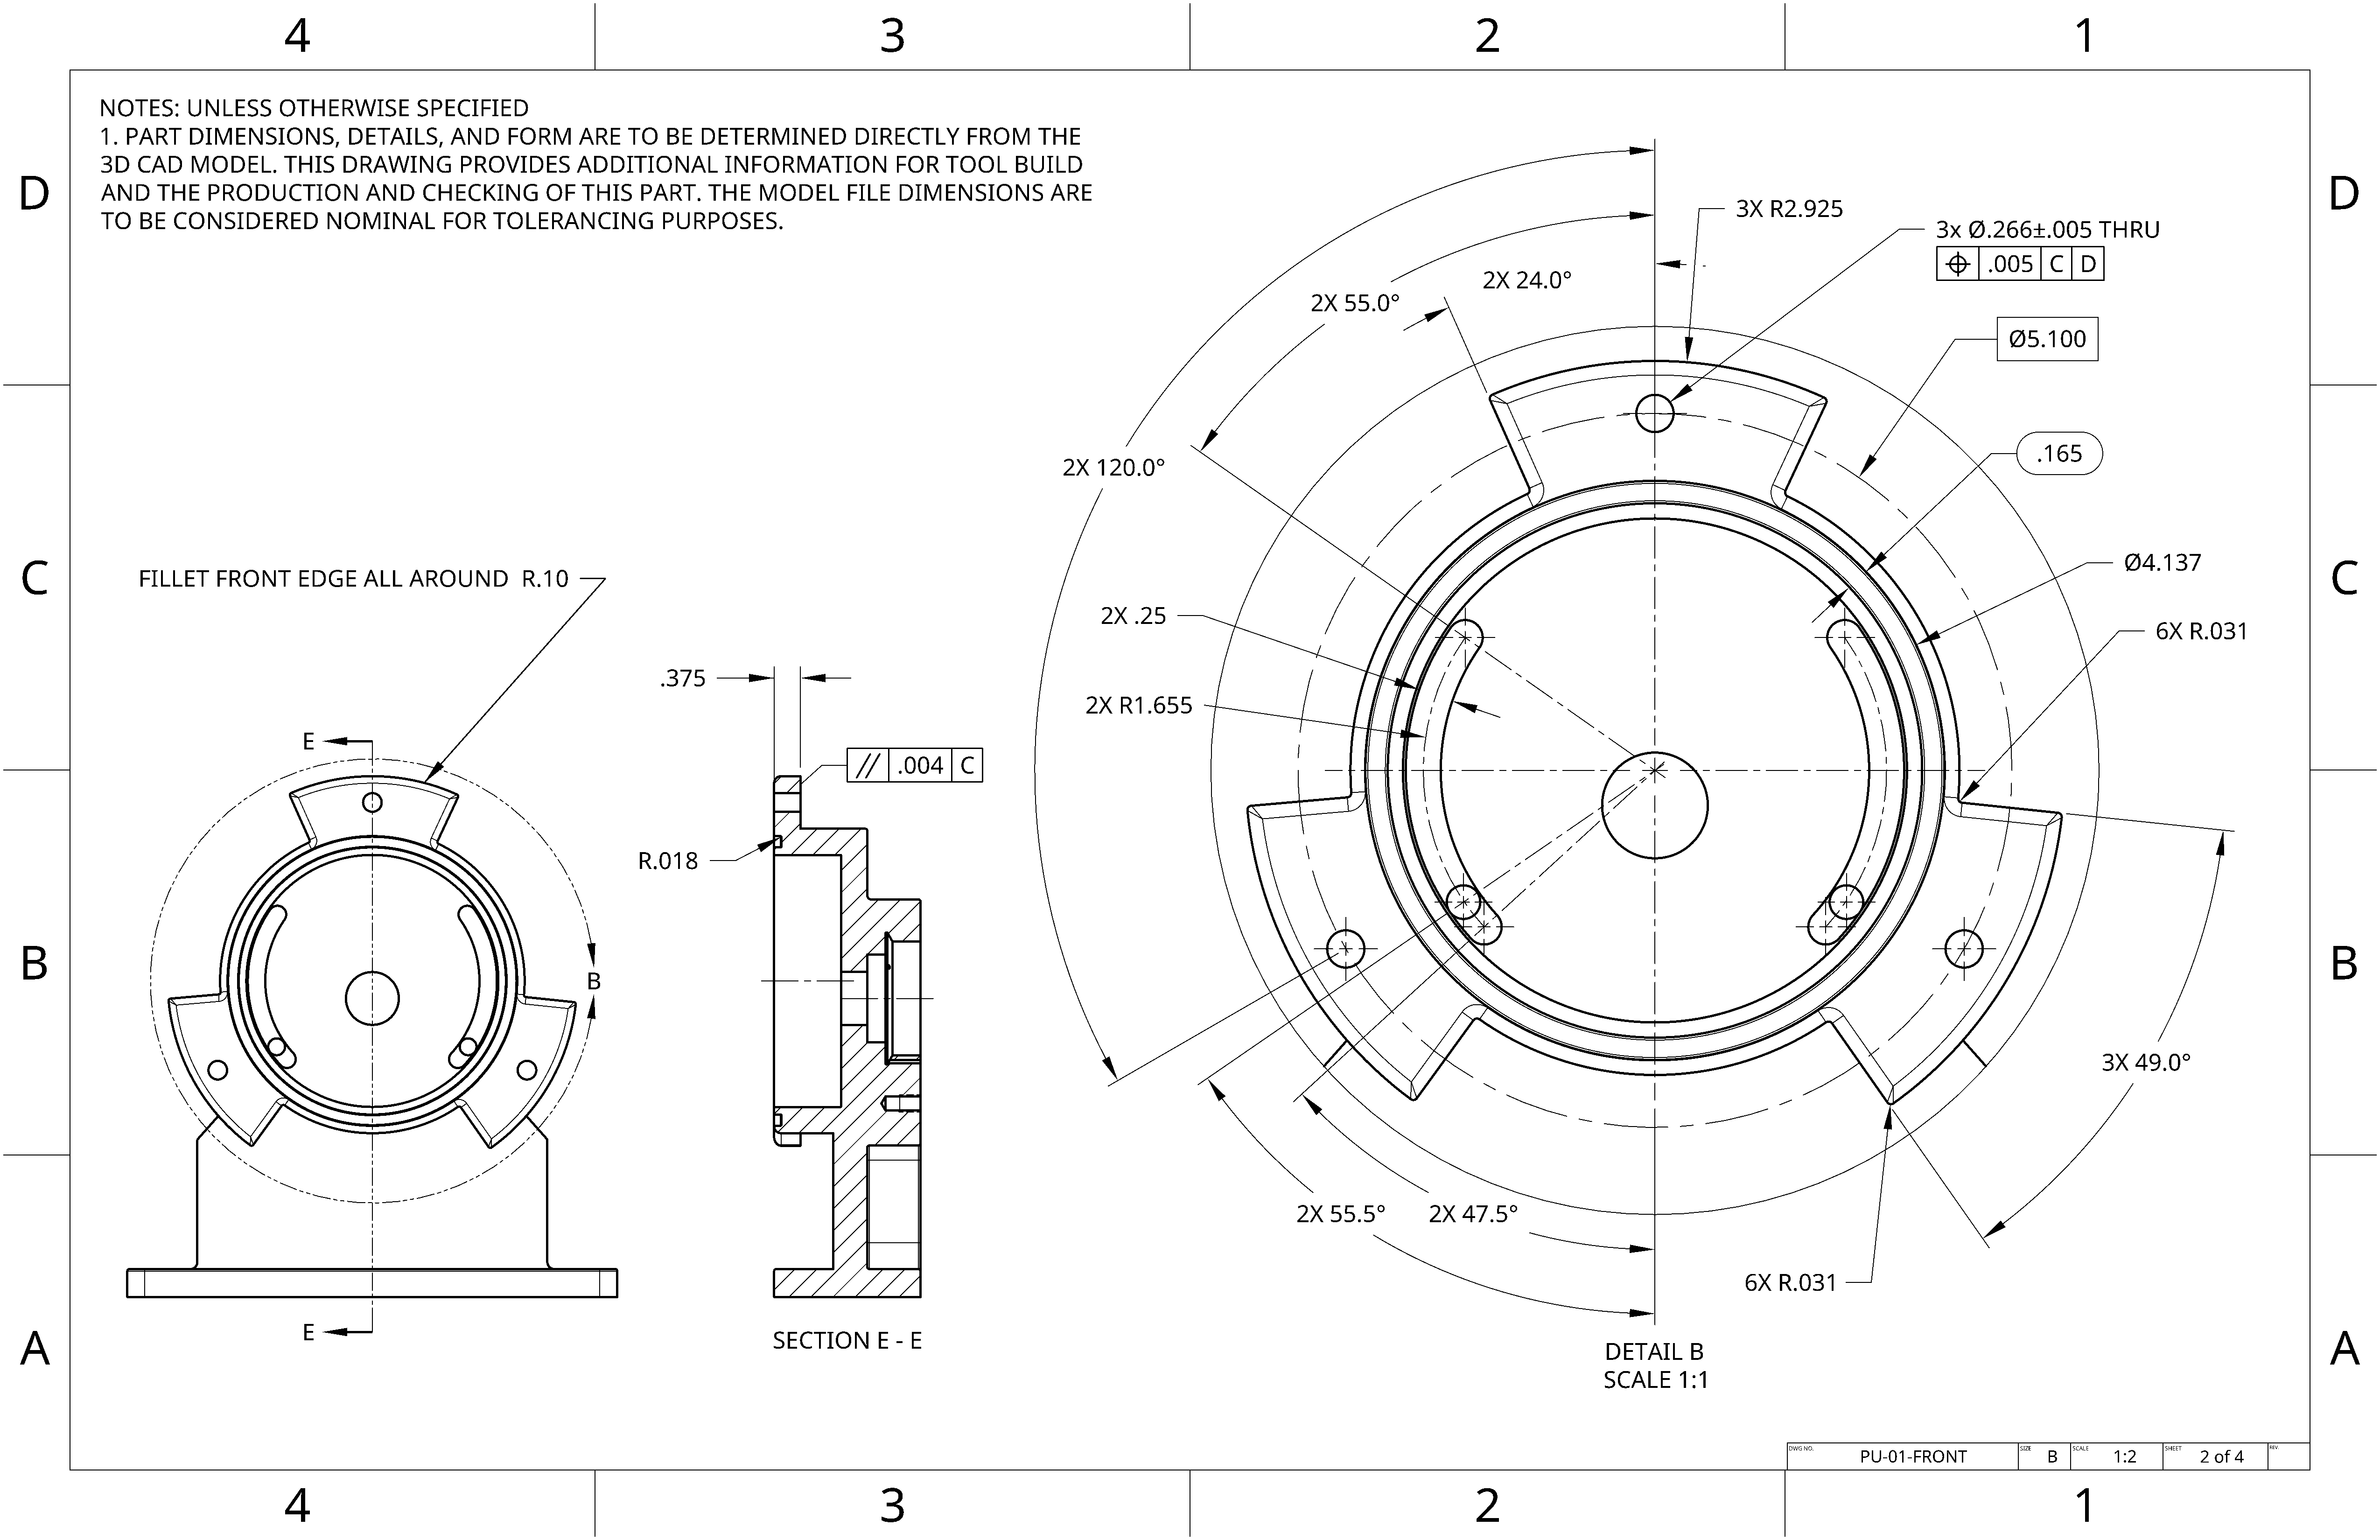 4 3 2 1
D D
C C
B B
A A
NOTES: UNLESS OTHERWISE SPECIFIED
1. PART DIMENSIONS, DETAILS, AND FORM ARE TO BE DETERMINED DIRECTLY FROM THE
3D CAD MODEL. THIS DRAWING PROVIDES ADDITIONAL INFORMATION FOR TOOL BUILD
AND THE PRODUCTION AND CHECKING OF THIS PART. THE MODEL FILE DIMENSIONS ARE
TO BE CONSIDERED NOMINAL FOR TOLERANCING PURPOSES.
FILLET FRONT EDGE ALL AROUND R.10
E
B
E
.375
// .004 C
R.018
SECTION E - E
3X R2.925
3x Ø.266±.005 THRU
⌖ .005 C D
2X 24.0°
2X 55.0°
Ø5.100
2X 120.0°
.165
Ø4.137
2X .25
6X R.031
2X R1.655
3X 49.0°
2X 55.5°
2X 47.5°
6X R.031
DETAIL B
SCALE 1:1
DWG NO. PU-01-FRONT SIZE B SCALE 1:2 SHEET 2 of 4 REV.
4 3 2 1